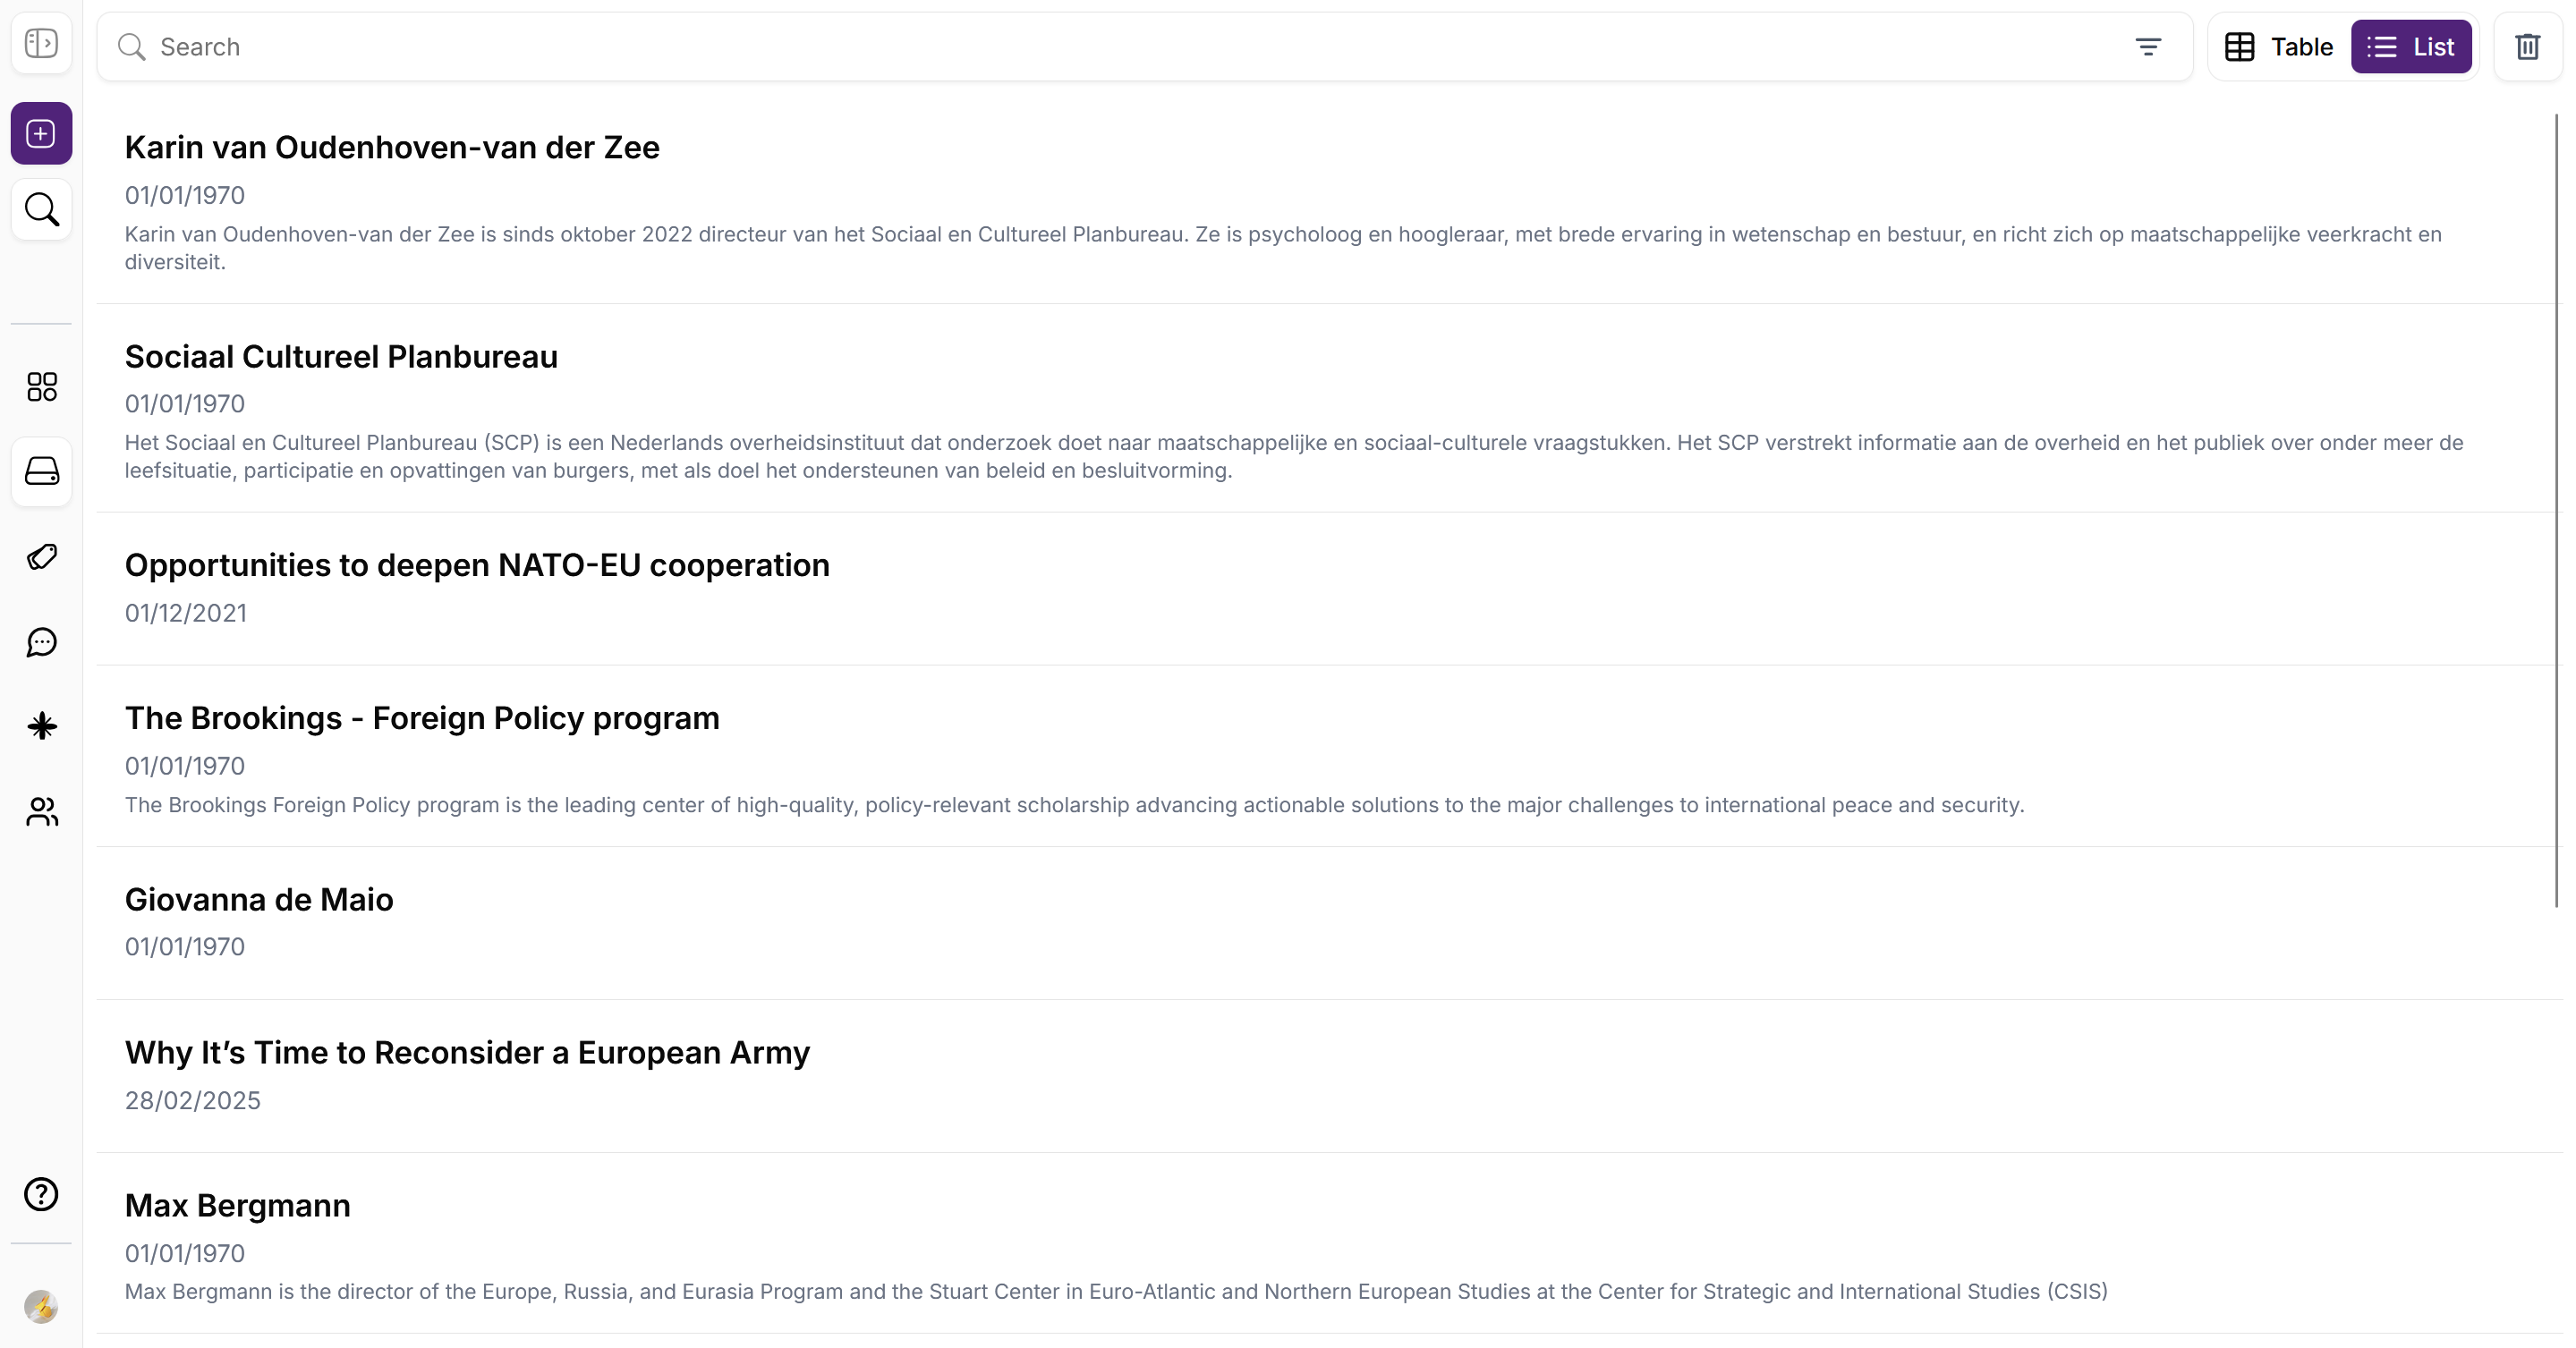 Search
Table
List
Karin van Oudenhoven-van der Zee
01/01/1970
Karin van Oudenhoven-van der Zee is sinds oktober 2022 directeur van het Sociaal en Cultureel Planbureau. Ze is psycholoog en hoogleraar, met brede ervaring in wetenschap en bestuur, en richt zich op maatschappelijke veerkracht en
diversiteit.
Sociaal Cultureel Planbureau
01/01/1970
Het Sociaal en Cultureel Planbureau (SCP) is een Nederlands overheidsinstituut dat onderzoek doet naar maatschappelijke en sociaal-culturele vraagstukken. Het SCP verstrekt informatie aan de overheid en het publiek over onder meer de
leefsituatie, participatie en opvattingen van burgers, met als doel het ondersteunen van beleid en besluitvorming.
Opportunities to deepen NATO-EU cooperation
01/12/2021
The Brookings - Foreign Policy program
01/01/1970
The Brookings Foreign Policy program is the leading center of high-quality, policy-relevant scholarship advancing actionable solutions to the major challenges to international peace and security.
Giovanna de Maio
01/01/1970
Why It’s Time to Reconsider a European Army
28/02/2025
Max Bergmann
01/01/1970
Max Bergmann is the director of the Europe, Russia, and Eurasia Program and the Stuart Center in Euro-Atlantic and Northern European Studies at the Center for Strategic and International Studies (CSIS)